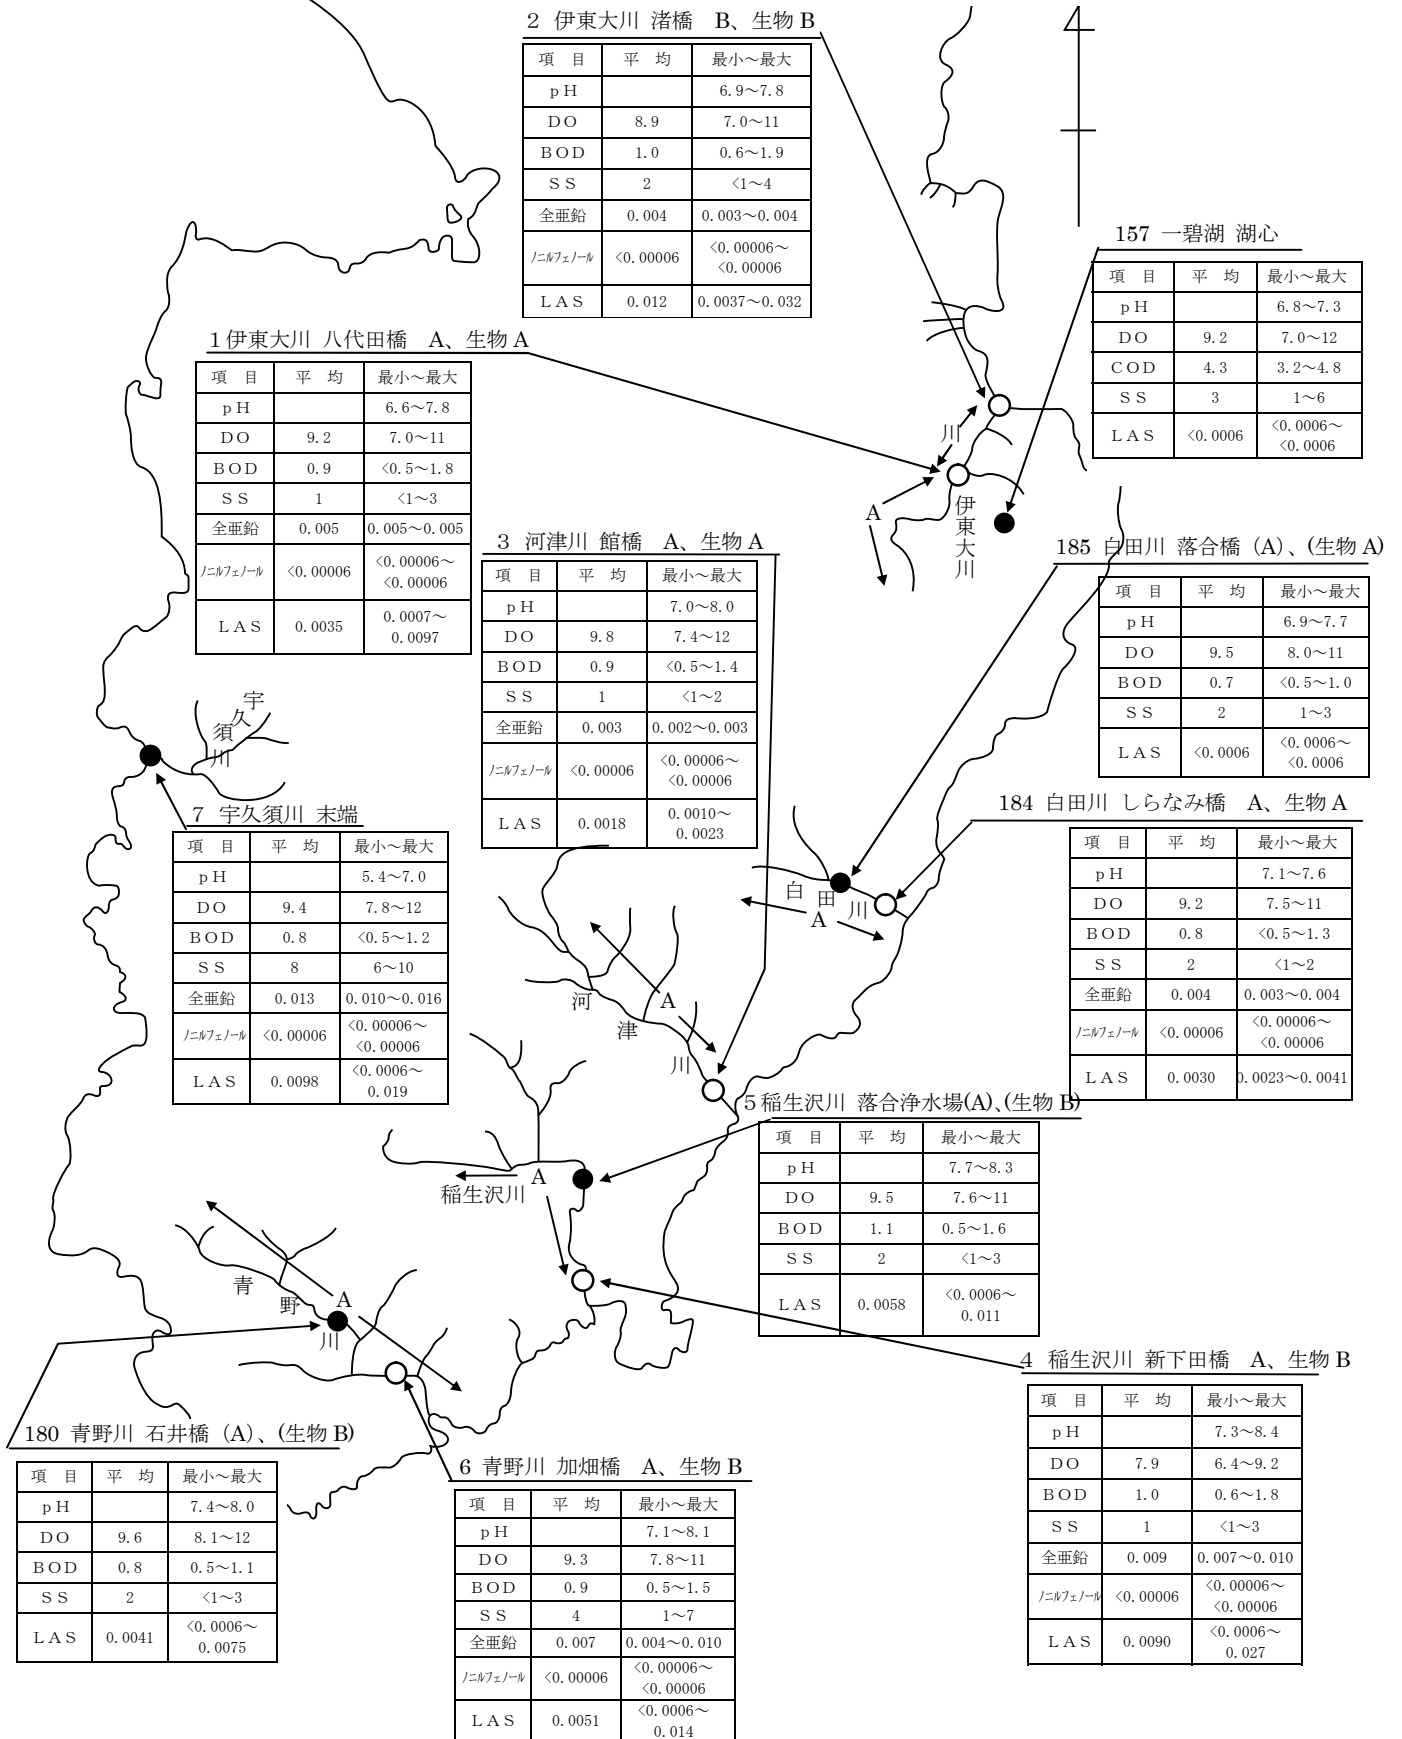 2 伊東大川 渚橋 B、生物 B
項 目 平 均 最小～最大
pH 6.9～7.8
DO 8.9 7.0～11
BOD 1.0 0.6～1.9
SS 2 <1～4
全亜鉛 0.004 0.003～0.004
ノニルフェノール <0.00006 <0.00006～
<0.00006
LAS 0.012 0.0037～0.032
157 一碧湖 湖心
項 目 平 均 最小～最大
pH 6.8～7.3
DO 9.2 7.0～12
COD 4.3 3.2～4.8
SS 3 1～6
LAS <0.0006 <0.0006～
<0.0006
1 伊東大川 八代田橋 A、生物 A
項 目 平 均 最小～最大
pH 6.6～7.8
DO 9.2 7.0～11
BOD 0.9 <0.5～1.8
SS 1 <1～3
全亜鉛 0.005 0.005～0.005
ノニルフェノール <0.00006 <0.00006～
<0.00006
LAS 0.0035 0.0007～
0.0097
川
A
伊東大川
3 河津川 館橋 A、生物 A
項 目 平 均 最小～最大
pH 7.0～8.0
DO 9.8 7.4～12
BOD 0.9 <0.5～1.4
SS 1 <1～2
全亜鉛 0.003 0.002～0.003
ノニルフェノール <0.00006 <0.00006～
<0.00006
LAS 0.0018 0.0010～
0.0023
185 白田川 落合橋 (A)、(生物 A)
項 目 平 均 最小～最大
pH 6.9～7.7
DO 9.5 8.0～11
BOD 0.7 <0.5～1.0
SS 2 1～3
LAS <0.0006 <0.0006～
<0.0006
宇久須川
7 宇久須川 末端
項 目 平 均 最小～最大
pH 5.4～7.0
DO 9.4 7.8～12
BOD 0.8 <0.5～1.2
SS 8 6～10
全亜鉛 0.013 0.010～0.016
ノニルフェノール <0.00006 <0.00006～
<0.00006
LAS 0.0098 <0.0006～
0.019
184 白田川 しらなみ橋 A、生物 A
項 目 平 均 最小～最大
pH 7.1～7.6
DO 9.2 7.5～11
BOD 0.8 <0.5～1.3
SS 2 <1～2
全亜鉛 0.004 0.003～0.004
ノニルフェノール <0.00006 <0.00006～
<0.00006
LAS 0.0030 0.0023～0.0041
白田川
A
河津川
A
5 稲生沢川 落合浄水場(A)、(生物 B)
項 目 平 均 最小～最大
pH 7.7～8.3
DO 9.5 7.6～11
BOD 1.1 0.5～1.6
SS 2 <1～3
LAS 0.0058 <0.0006～
0.011
A
稲生沢川
青野川
A
4 稲生沢川 新下田橋 A、生物 B
項 目 平 均 最小～最大
pH 7.3～8.4
DO 7.9 6.4～9.2
BOD 1.0 0.6～1.8
SS 1 <1～3
全亜鉛 0.009 0.007～0.010
ノニルフェノール <0.00006 <0.00006～
<0.00006
LAS 0.0090 <0.0006～
0.027
180 青野川 石井橋 (A)、(生物 B)
項 目 平 均 最小～最大
pH 7.4～8.0
DO 9.6 8.1～12
BOD 0.8 0.5～1.1
SS 2 <1～3
LAS 0.0041 <0.0006～
0.0075
6 青野川 加畑橋 A、生物 B
項 目 平 均 最小～最大
pH 7.1～8.1
DO 9.3 7.8～11
BOD 0.9 0.5～1.5
SS 4 1～7
全亜鉛 0.007 0.004～0.010
ノニルフェノール <0.00006 <0.00006～
<0.00006
LAS 0.0051 <0.0006～
0.014